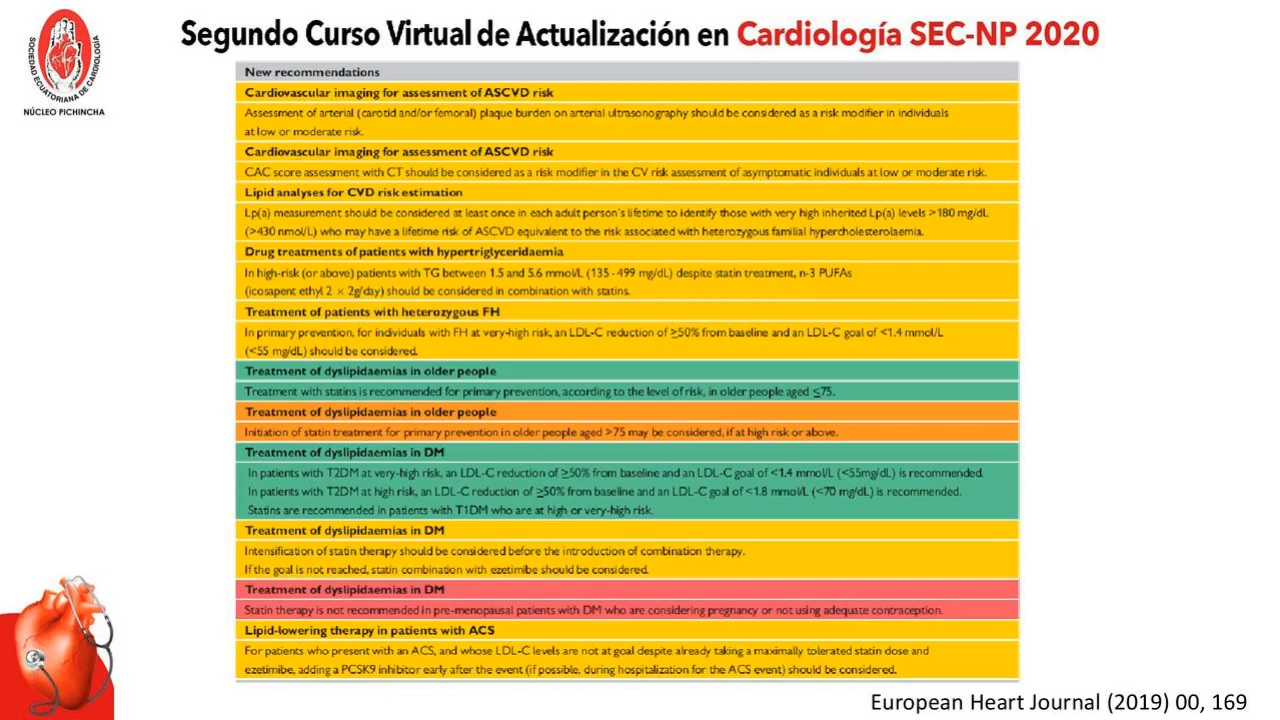 Segundo Curso Virtual de Actualización en Cardiología SEC-NP 2020
SOCIEDAD ECUATORIANA DE CARDIOLOGÍA
NÚCLEO PICHINCHA
New recommendations
Cardiovascular imaging for assessment of ASCVD risk
Assessment of arterial (carotid and/or femoral) plaque burden on arterial ultrasonography should be considered as a risk modifier in individuals
at low or moderate risk.
Cardiovascular imaging for assessment of ASCVD risk
CAC score assessment with CT should be considered as a risk modifier in the CV risk assessment of asymptomatic individuals at low or moderate risk.
Lipid analyses for CVD risk estimation
Lp(a) measurement should be considered at least once in each adult person's lifetime to identify those with very high inherited Lp(a) levels >180 mg/dL
(>430 nmol/L) who may have a lifetime risk of ASCVD equivalent to the risk associated with heterozygous familial hypercholesterolaemia.
Drug treatments of patients with hypertriglyceridaemia
In high-risk (or above) patients with TG between 1.5 and 5.6 mmol/L (135 - 499 mg/dL) despite statin treatment, n-3 PUFAs
(icosapent ethyl 2 × 2g/day) should be considered in combination with statins.
Treatment of patients with heterozygous FH
In primary prevention, for individuals with FH at very-high risk, an LDL-C reduction of ≥50% from baseline and an LDL-C goal of <1.4 mmol/L
(<55 mg/dL) should be considered.
Treatment of dyslipidaemias in older people
Treatment with statins is recommended for primary prevention, according to the level of risk, in older people aged ≤75.
Treatment of dyslipidaemias in older people
Initiation of statin treatment for primary prevention in older people aged >75 may be considered, if at high risk or above.
Treatment of dyslipidaemias in DM
In patients with T2DM at very-high risk, an LDL-C reduction of ≥50% from baseline and an LDL-C goal of <1.4 mmol/L (<55mg/dL) is recommended.
In patients with T2DM at high risk, an LDL-C reduction of ≥50% from baseline and an LDL-C goal of <1.8 mmol/L (<70 mg/dL) is recommended.
Statins are recommended in patients with T1DM who are at high or very-high risk.
Treatment of dyslipidaemias in DM
Intensification of statin therapy should be considered before the introduction of combination therapy.
If the goal is not reached, statin combination with ezetimibe should be considered.
Treatment of dyslipidaemias in DM
Statin therapy is not recommended in pre-menopausal patients with DM who are considering pregnancy or not using adequate contraception.
Lipid-lowering therapy in patients with ACS
For patients who present with an ACS, and whose LDL-C levels are not at goal despite already taking a maximally tolerated statin dose and
ezetimibe, adding a PCSK9 inhibitor early after the event (if possible, during hospitalization for the ACS event) should be considered.
European Heart Journal (2019) 00, 169